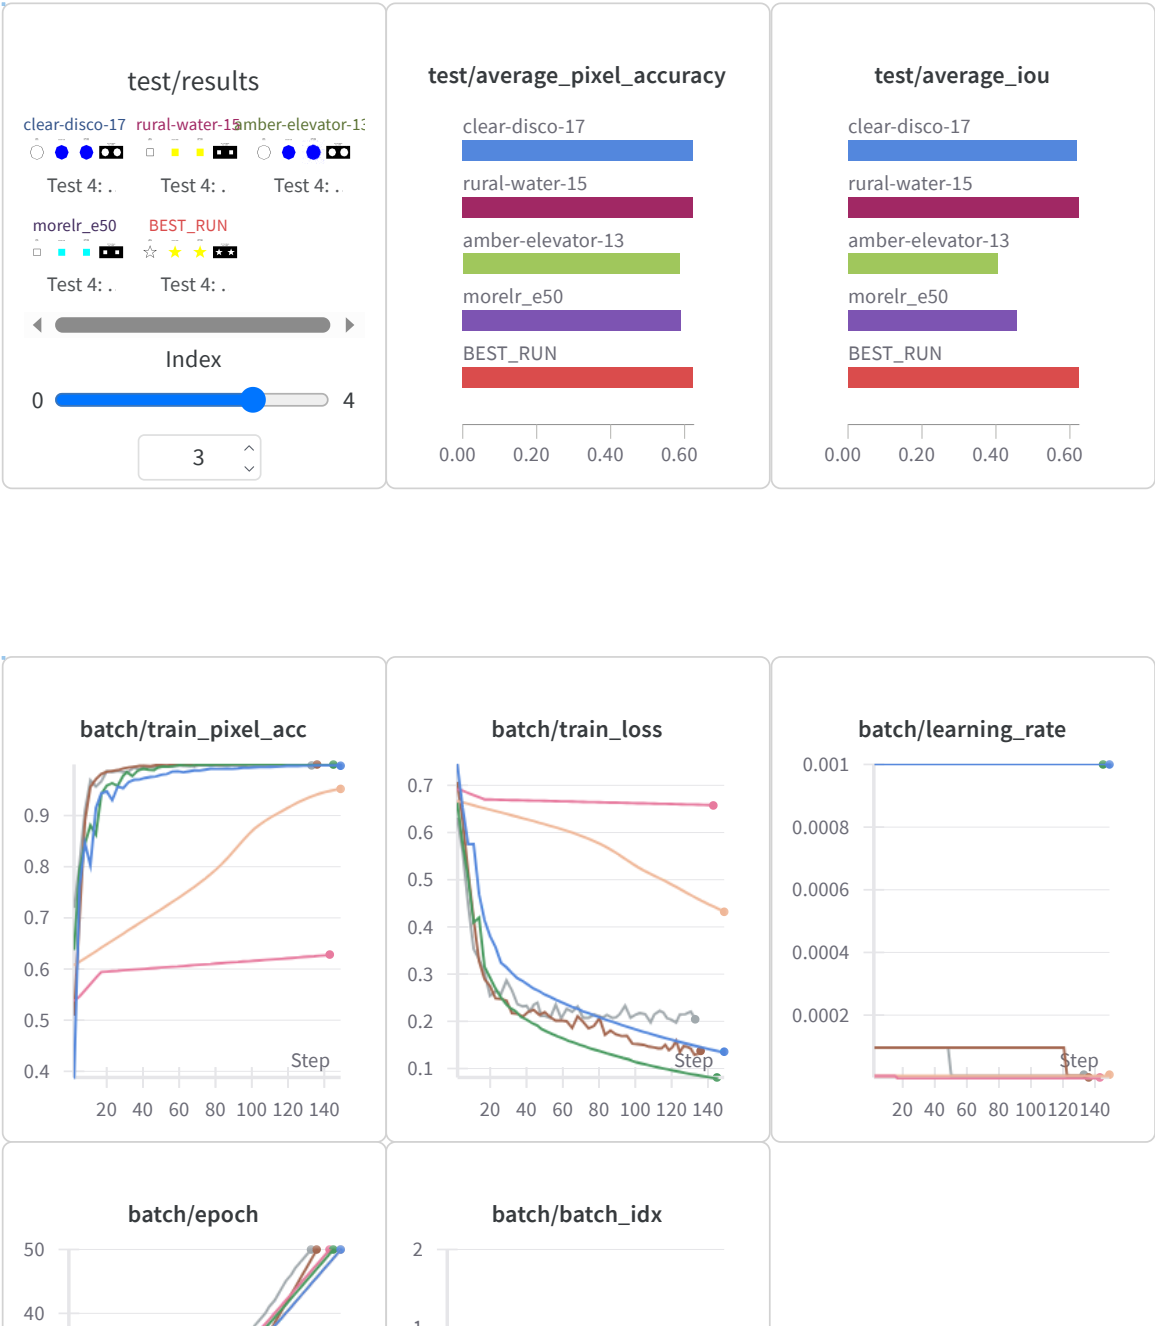 test/results
clear-disco-17 rural-water-15 amber-elevator-13
Test 4: .. Test 4: . Test 4: .
morelr_e50 BEST_RUN
Test 4: .. Test 4: .
Index
0 4
3
test/average_pixel_accuracy
clear-disco-17
rural-water-15
amber-elevator-13
morelr_e50
BEST_RUN
0.00 0.20 0.40 0.60
test/average_iou
clear-disco-17
rural-water-15
amber-elevator-13
morelr_e50
BEST_RUN
0.00 0.20 0.40 0.60
batch/train_pixel_acc
0.9
0.8
0.7
0.6
0.5
0.4
Step
20 40 60 80 100 120 140
batch/train_loss
0.7
0.6
0.5
0.4
0.3
0.2
0.1
Step
20 40 60 80 100 120 140
batch/learning_rate
0.001
0.0008
0.0006
0.0004
0.0002
Step
20 40 60 80 100 120 140
batch/epoch
50
40
batch/batch_idx
2